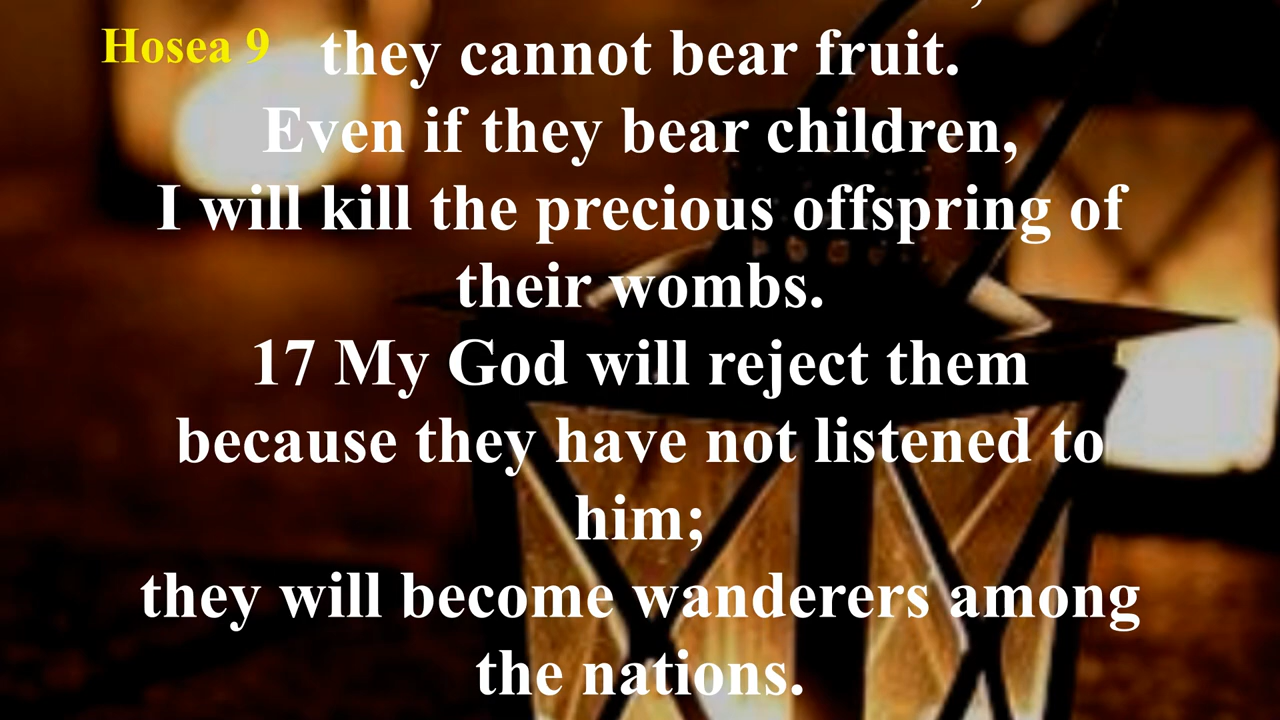 Hosea 9
they cannot bear fruit.
Even if they bear children,
I will kill the precious offspring of
their wombs.
17 My God will reject them
because they have not listened to
him;
they will become wanderers among
the nations.